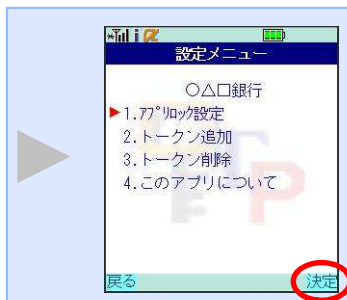 設定メニュー
○△□銀行
▶1.ｱﾌﾟﾘﾛｯｸ設定
2.トークン追加
3.トークン削除
4.このアプリについて
戻る 決定